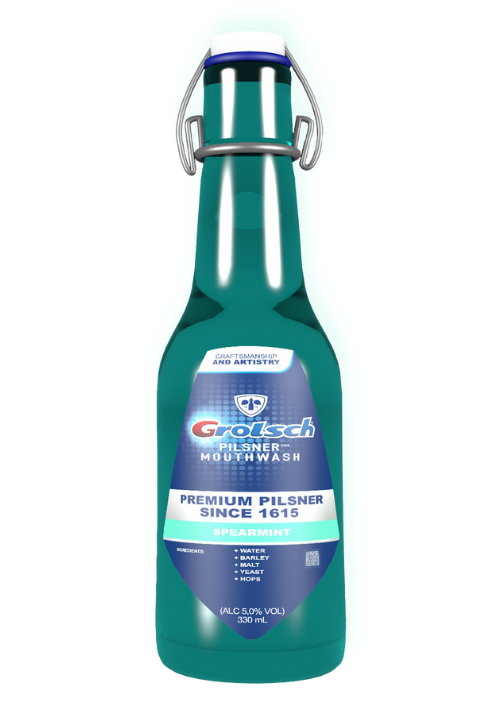 CRAFTSMANSHIP
AND ARTISTRY
Grolsch
PILSNER™
MOUTHWASH
PREMIUM PILSNER
SINCE 1615
SPEARMINT
INGREDIENTS:
+ WATER
+ BARLEY
+ MALT
+ YEAST
+ HOPS
(ALC 5,0% VOL)
330 mL